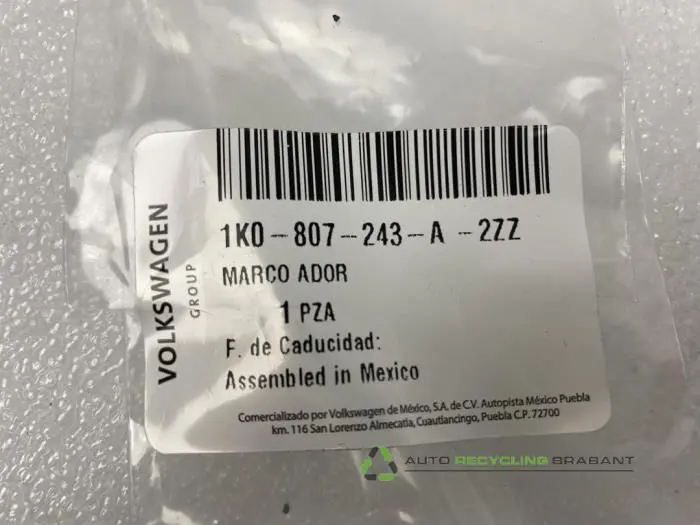 VOLKSWAGEN
GROUP
1K0-807-243-A -2ZZ
MARCO ADOR
1 PZA
F. de Caducidad:
Assembled in Mexico
Comercializado por Volkswagen de México, S.A. de C.V. Autopista México Puebla
km. 116 San Lorenzo Almecatla, Cuautlancingo, Puebla C.P. 72700
AUTO RECYCLING BRABANT